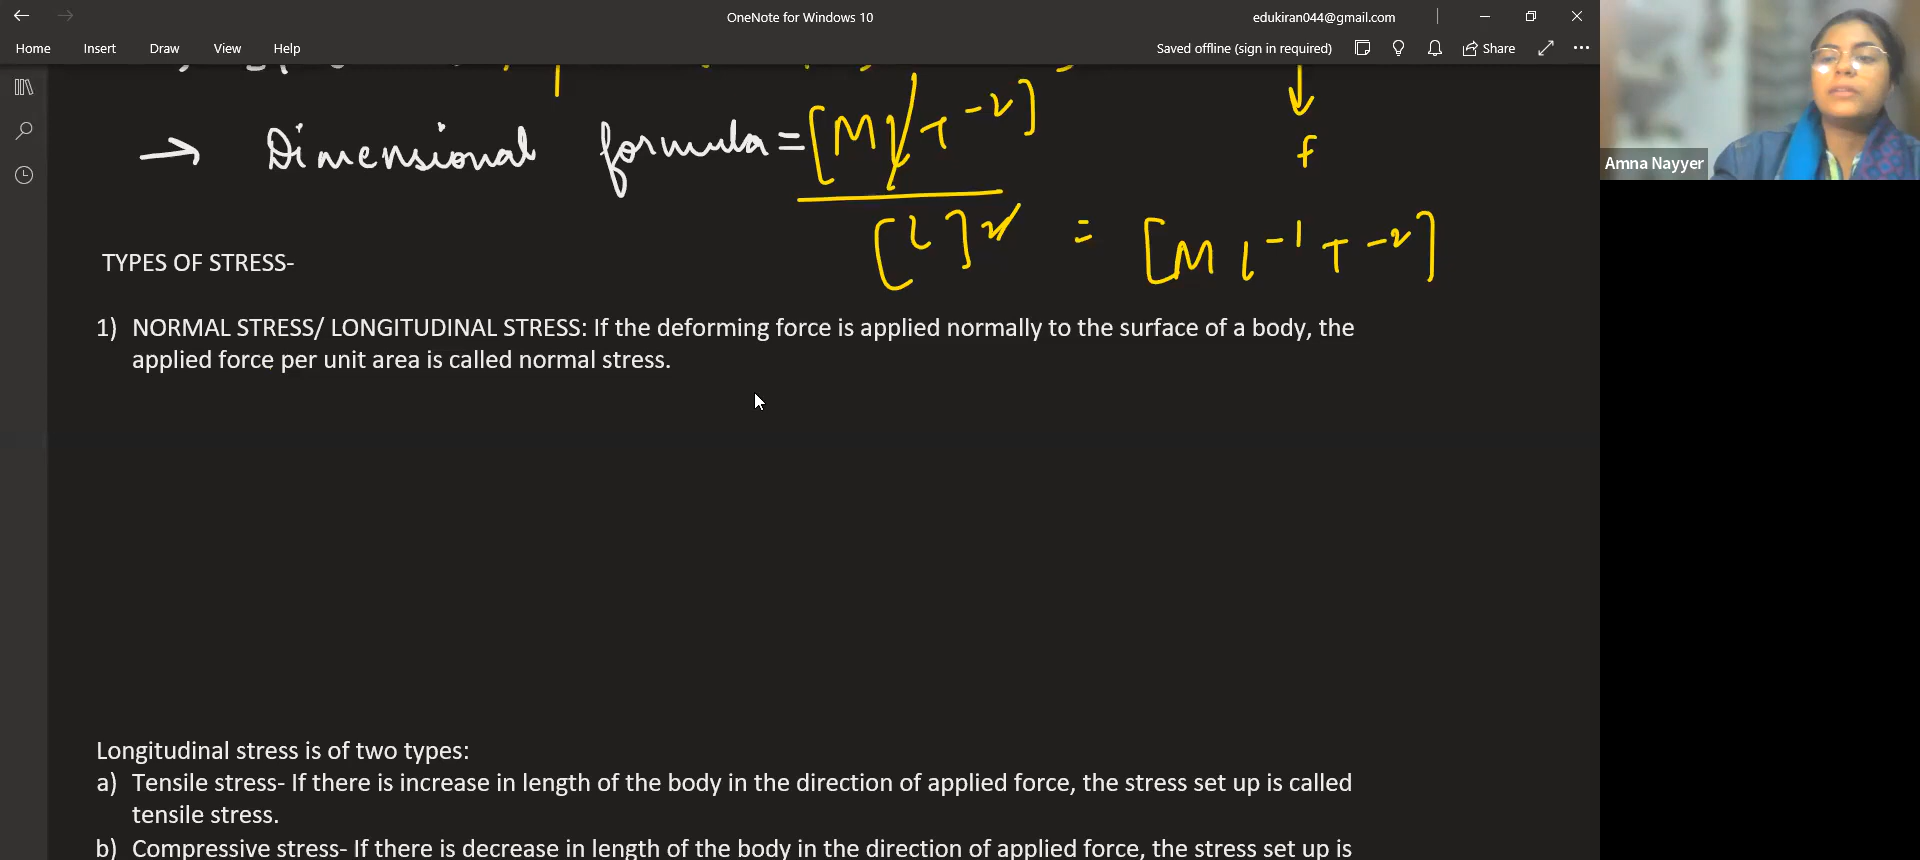 OneNote for Windows 10
edukiran044@gmail.com
Home Insert Draw View Help
Saved offline (sign in required) Share
→ Dimensional formula = [M L T⁻²]
[L]² = [M L⁻¹ T⁻²]
f
Amna Nayyer
TYPES OF STRESS-
1) NORMAL STRESS/ LONGITUDINAL STRESS: If the deforming force is applied normally to the surface of a body, the
applied force per unit area is called normal stress.
Longitudinal stress is of two types:
a) Tensile stress- If there is increase in length of the body in the direction of applied force, the stress set up is called
tensile stress.
b) Compressive stress- If there is decrease in length of the body in the direction of applied force, the stress set up is